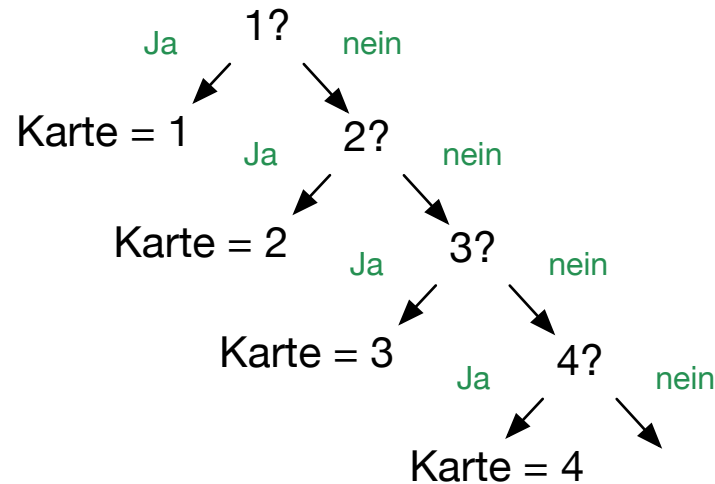 1?
Ja
nein
Karte = 1
2?
Ja
nein
Karte = 2
3?
Ja
nein
Karte = 3
4?
Ja
nein
Karte = 4